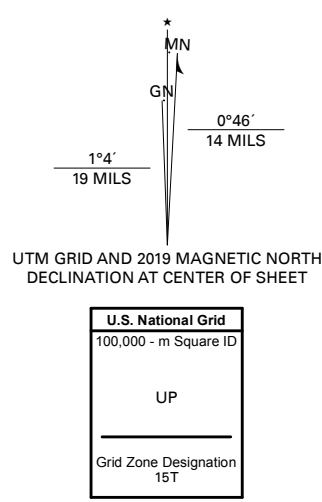 MN
GN
0°46´
14 MILS
1°4´
19 MILS
UTM GRID AND 2019 MAGNETIC NORTH
DECLINATION AT CENTER OF SHEET
U.S. National Grid
100,000 - m Square ID
UP
Grid Zone Designation
15T